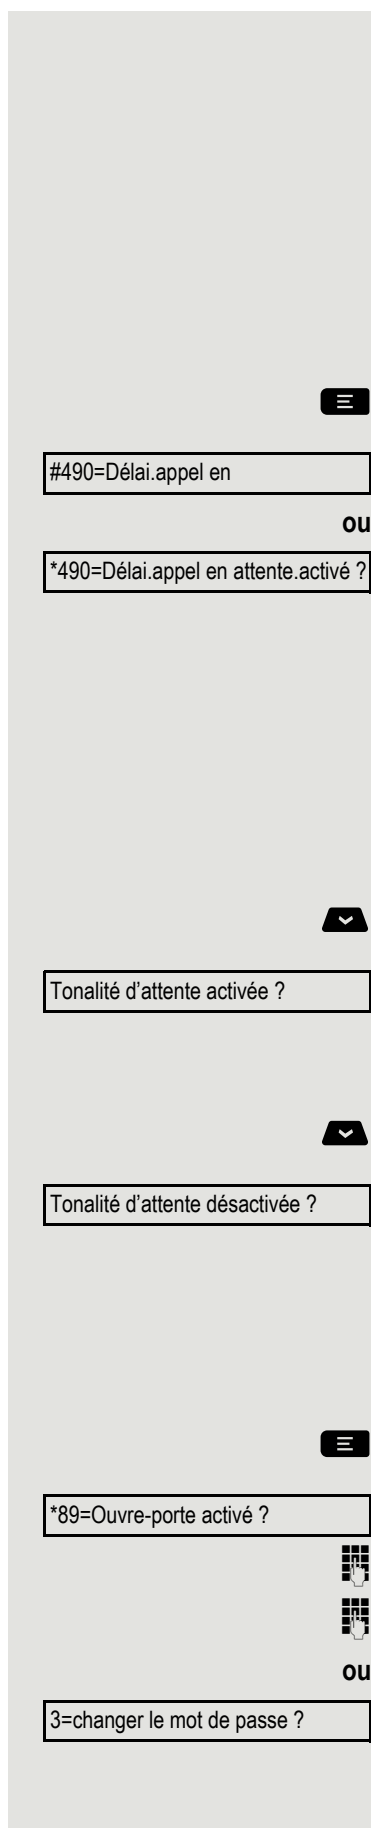 #490=Délai.appel en
ou
*490=Délai.appel en attente.activé ?
Tonalité d'attente activée ?
Tonalité d'attente désactivée ?
*89=Ouvre-porte activé ?
ou
3=changer le mot de passe ?